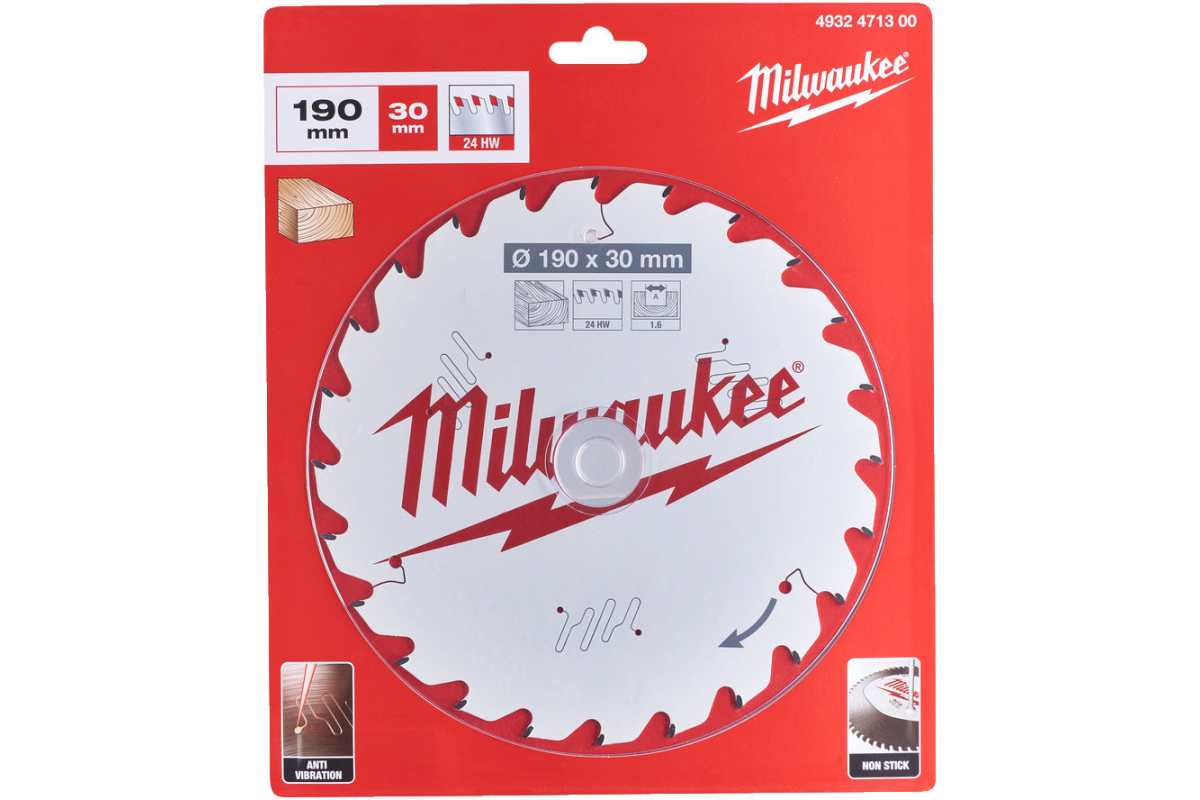 4932 4713 00
Milwaukee®
190
mm
30
mm
24 HW
Ø 190 x 30 mm
A
24 HW
1.6
Milwaukee®
ANTI
VIBRATION
NON STICK